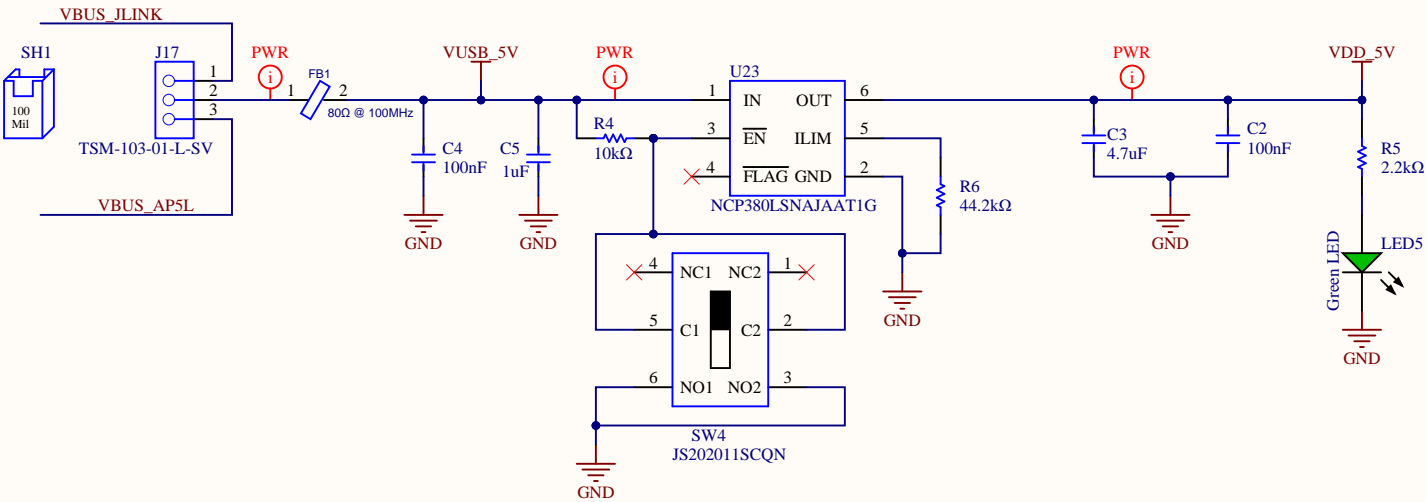 VBUS_JLINK
SH1
100
Mil
J17
1
2
3
TSM-103-01-L-SV
VBUS_AP5L
PWR
i
1
FB1
2
80Ω @ 100MHz
VUSB_5V
C4
100nF
GND
C5
1uF
GND
PWR
i
R4
10kΩ
U23
1
IN
OUT
6
3
EN
ILIM
5
4
FLAG
GND
2
NCP380LSNAJAAT1G
R6
44.2kΩ
GND
4
NC1
NC2
1
5
C1
C2
2
6
NO1
NO2
3
SW4
JS202011SCQN
GND
PWR
i
C3
4.7uF
C2
100nF
GND
VDD_5V
R5
2.2kΩ
Green LED
LED5
GND